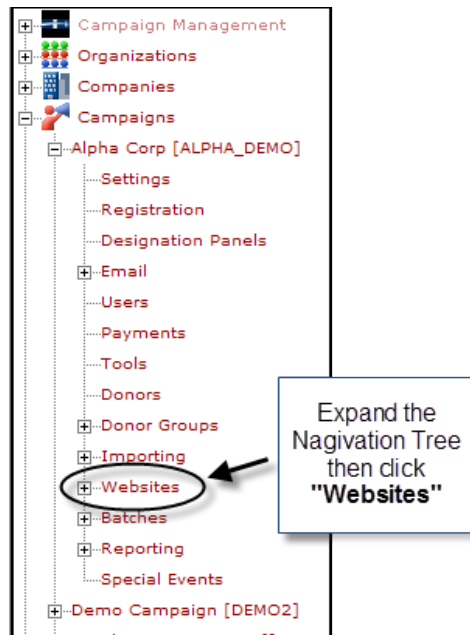 Campaign Management
Organizations
Companies
Campaigns
Alpha Corp [ALPHA_DEMO]
Settings
Registration
Designation Panels
Email
Users
Payments
Tools
Donors
Donor Groups
Importing
Websites
Batches
Reporting
Special Events
Demo Campaign [DEMO2]
Expand the
Nagivation Tree
then click
"Websites"